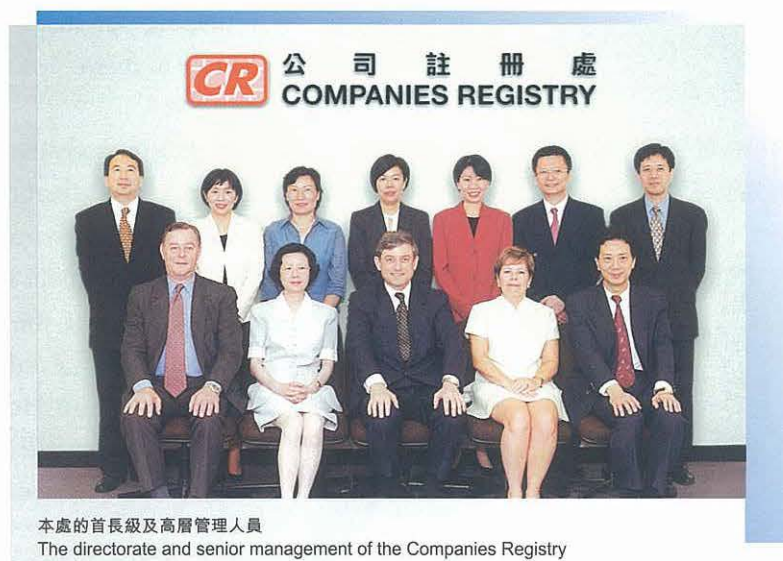 CR
公司註冊處
COMPANIES REGISTRY
本處的首長級及高層管理人員
The directorate and senior management of the Companies Registry